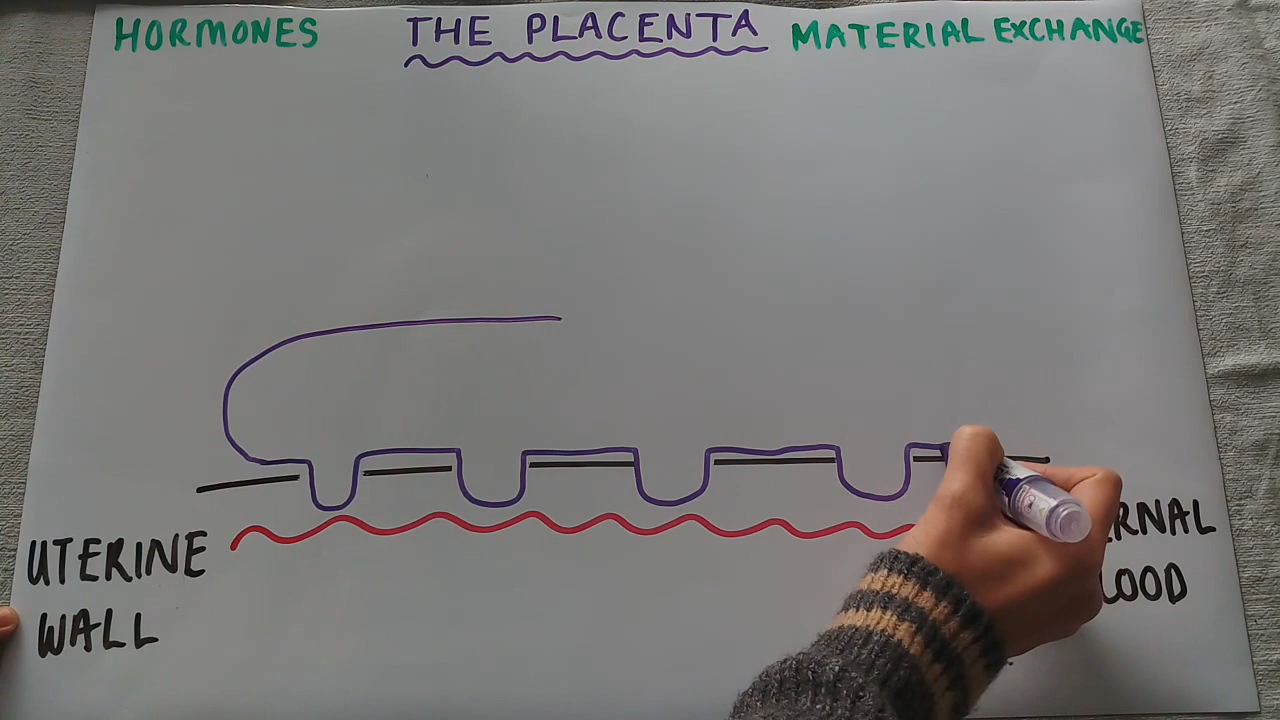 HORMONES
THE PLACENTA
MATERIAL EXCHANGE
UTERINE
WALL